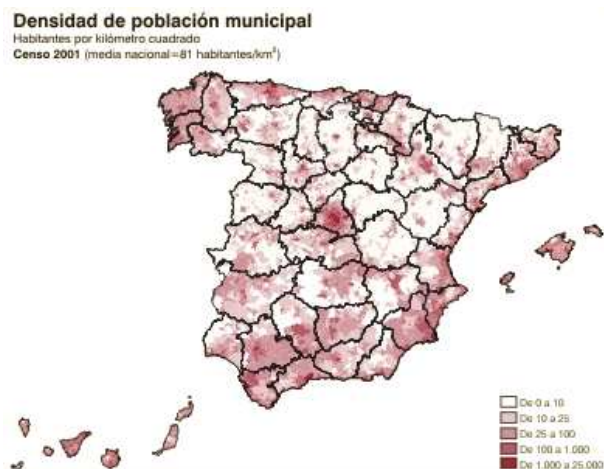 Densidad de población municipal
Habitantes por kilómetro cuadrado
Censo 2001 (media nacional=81 habitantes/km²)
De 0 a 10
De 10 a 25
De 25 a 100
De 100 a 1.000
De 1.000 a 25.000